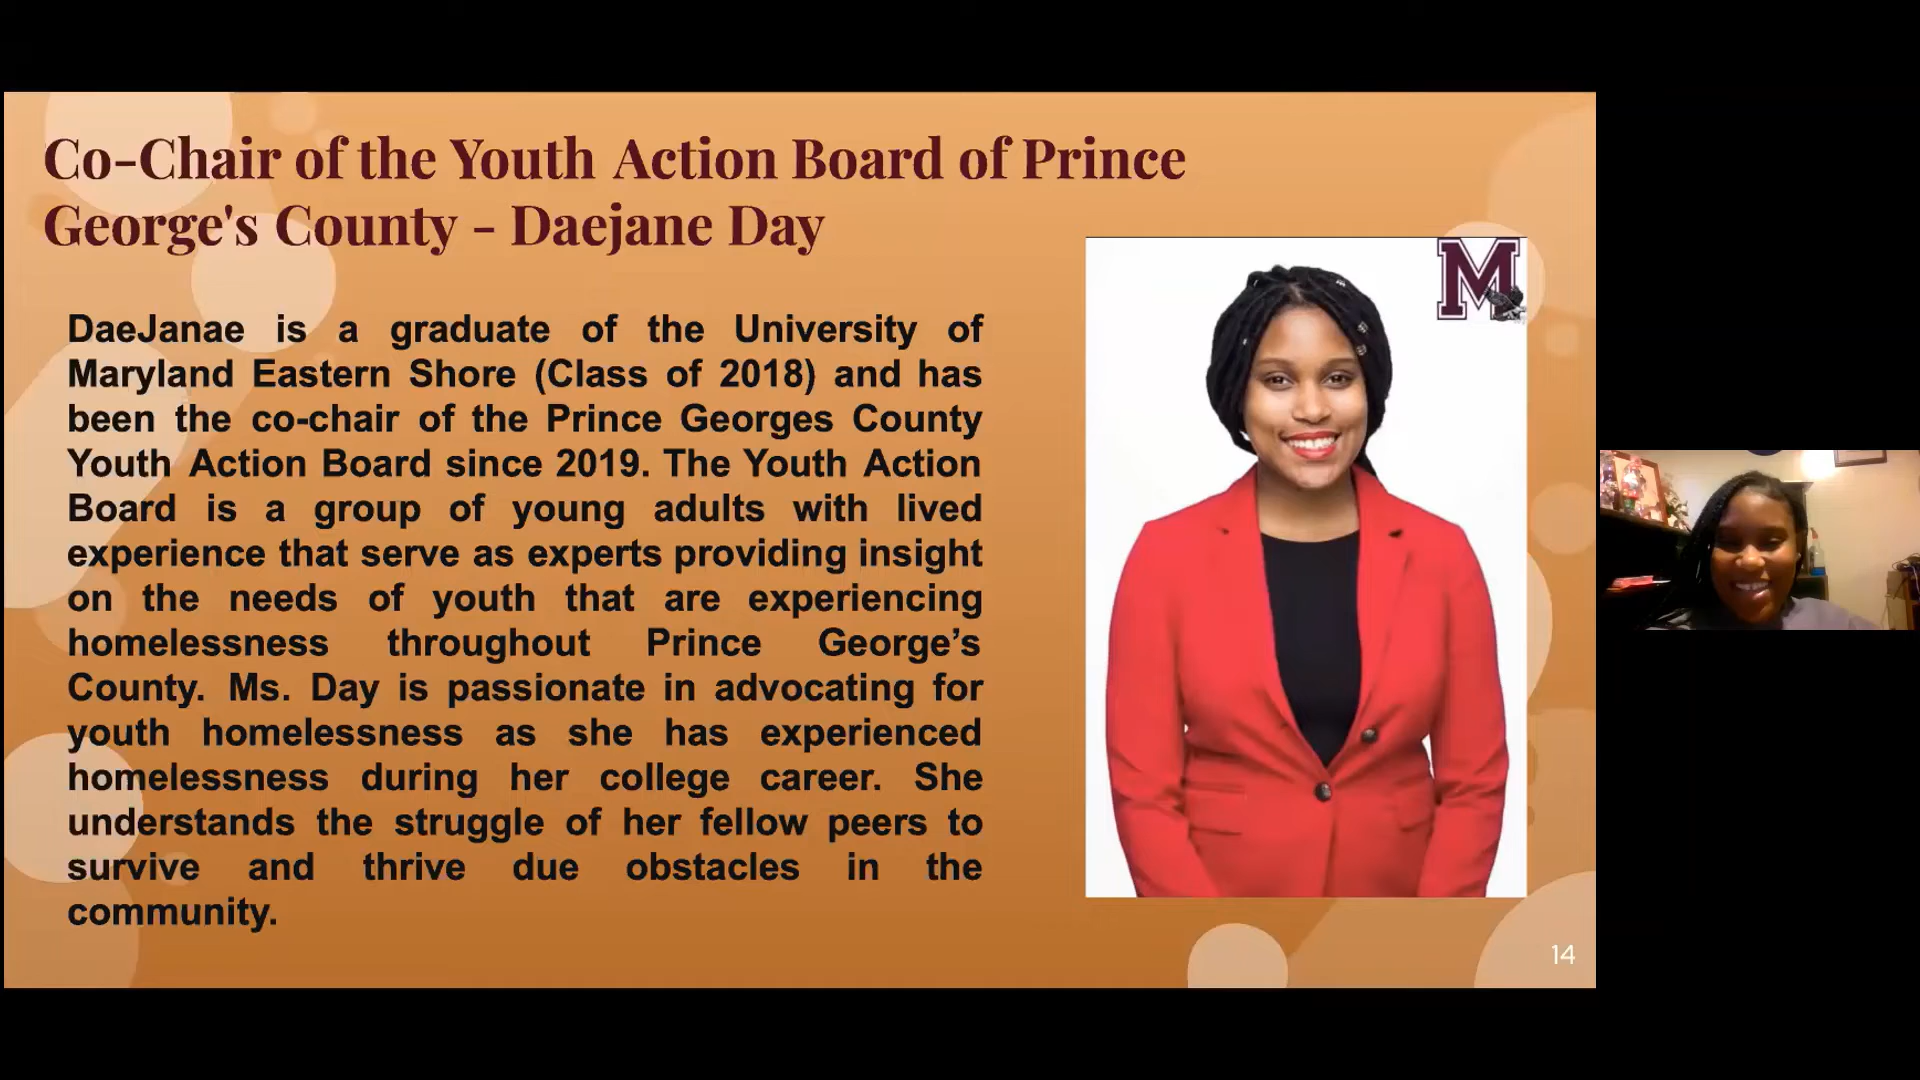 Co-Chair of the Youth Action Board of Prince
George's County - Daejane Day
M
DaeJanae is a graduate of the University of
Maryland Eastern Shore (Class of 2018) and has
been the co-chair of the Prince Georges County
Youth Action Board since 2019. The Youth Action
Board is a group of young adults with lived
experience that serve as experts providing insight
on the needs of youth that are experiencing
homelessness throughout Prince George’s
County. Ms. Day is passionate in advocating for
youth homelessness as she has experienced
homelessness during her college career. She
understands the struggle of her fellow peers to
survive and thrive due obstacles in the
community.
14